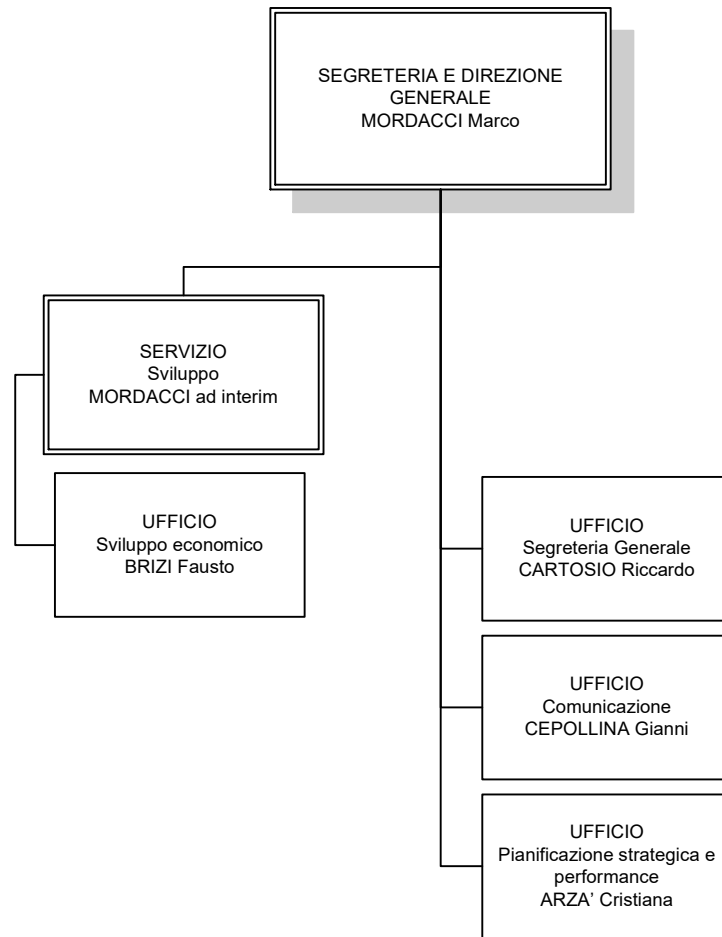 SEGRETERIA E DIREZIONE
GENERALE
MORDACCI Marco
SERVIZIO
Sviluppo
MORDACCI ad interim
UFFICIO
Sviluppo economico
BRIZI Fausto
UFFICIO
Segreteria Generale
CARTOSIO Riccardo
UFFICIO
Comunicazione
CEPOLLINA Gianni
UFFICIO
Pianificazione strategica e
performance
ARZA’ Cristiana